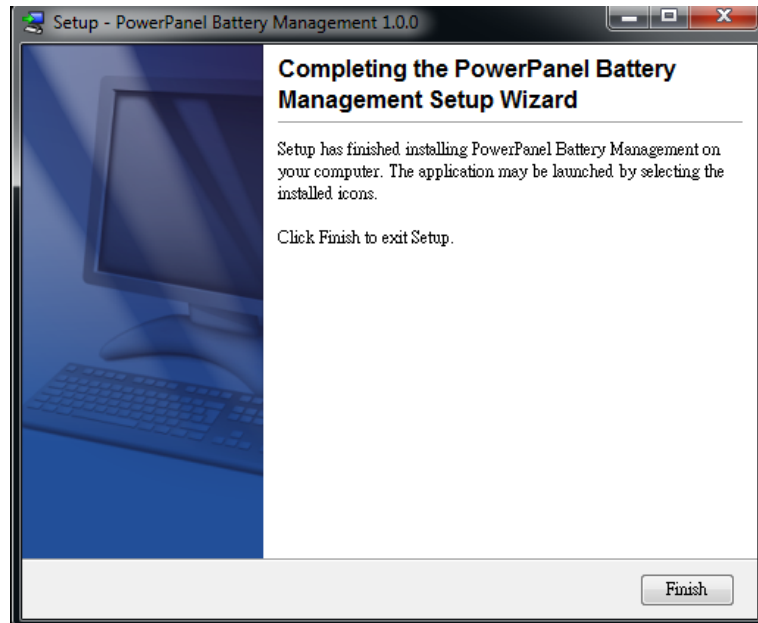 Setup - PowerPanel Battery Management 1.0.0
Completing the PowerPanel Battery
Management Setup Wizard
Setup has finished installing PowerPanel Battery Management on
your computer. The application may be launched by selecting the
installed icons.
Click Finish to exit Setup.
Finish